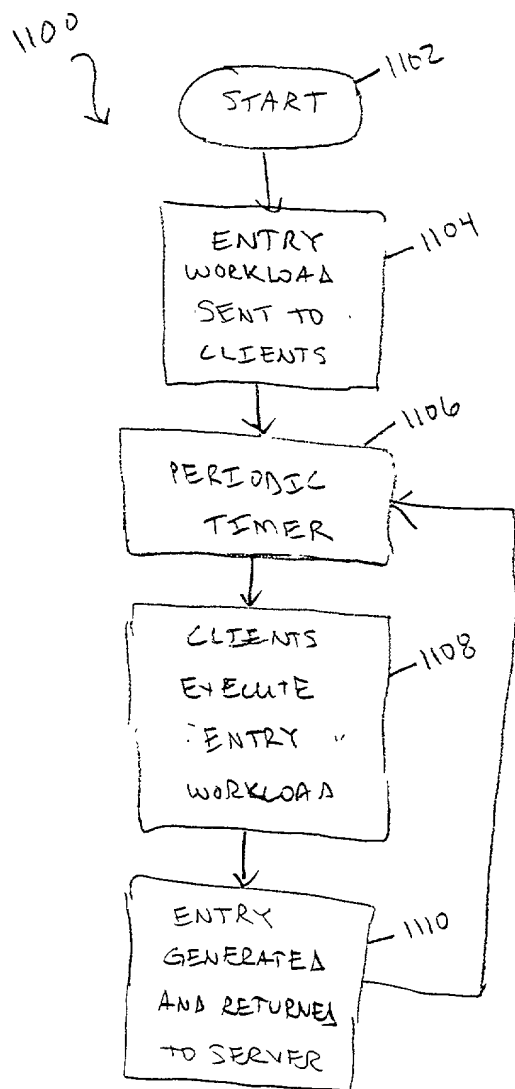 1100
1102
START
ENTRY
WORKLOAD
SENT TO
CLIENTS
1104
1106
PERIODIC
TIMER
CLIENTS
EXECUTE
ENTRY
WORKLOAD
1108
ENTRY
GENERATED
AND RETURNED
TO SERVER
1110